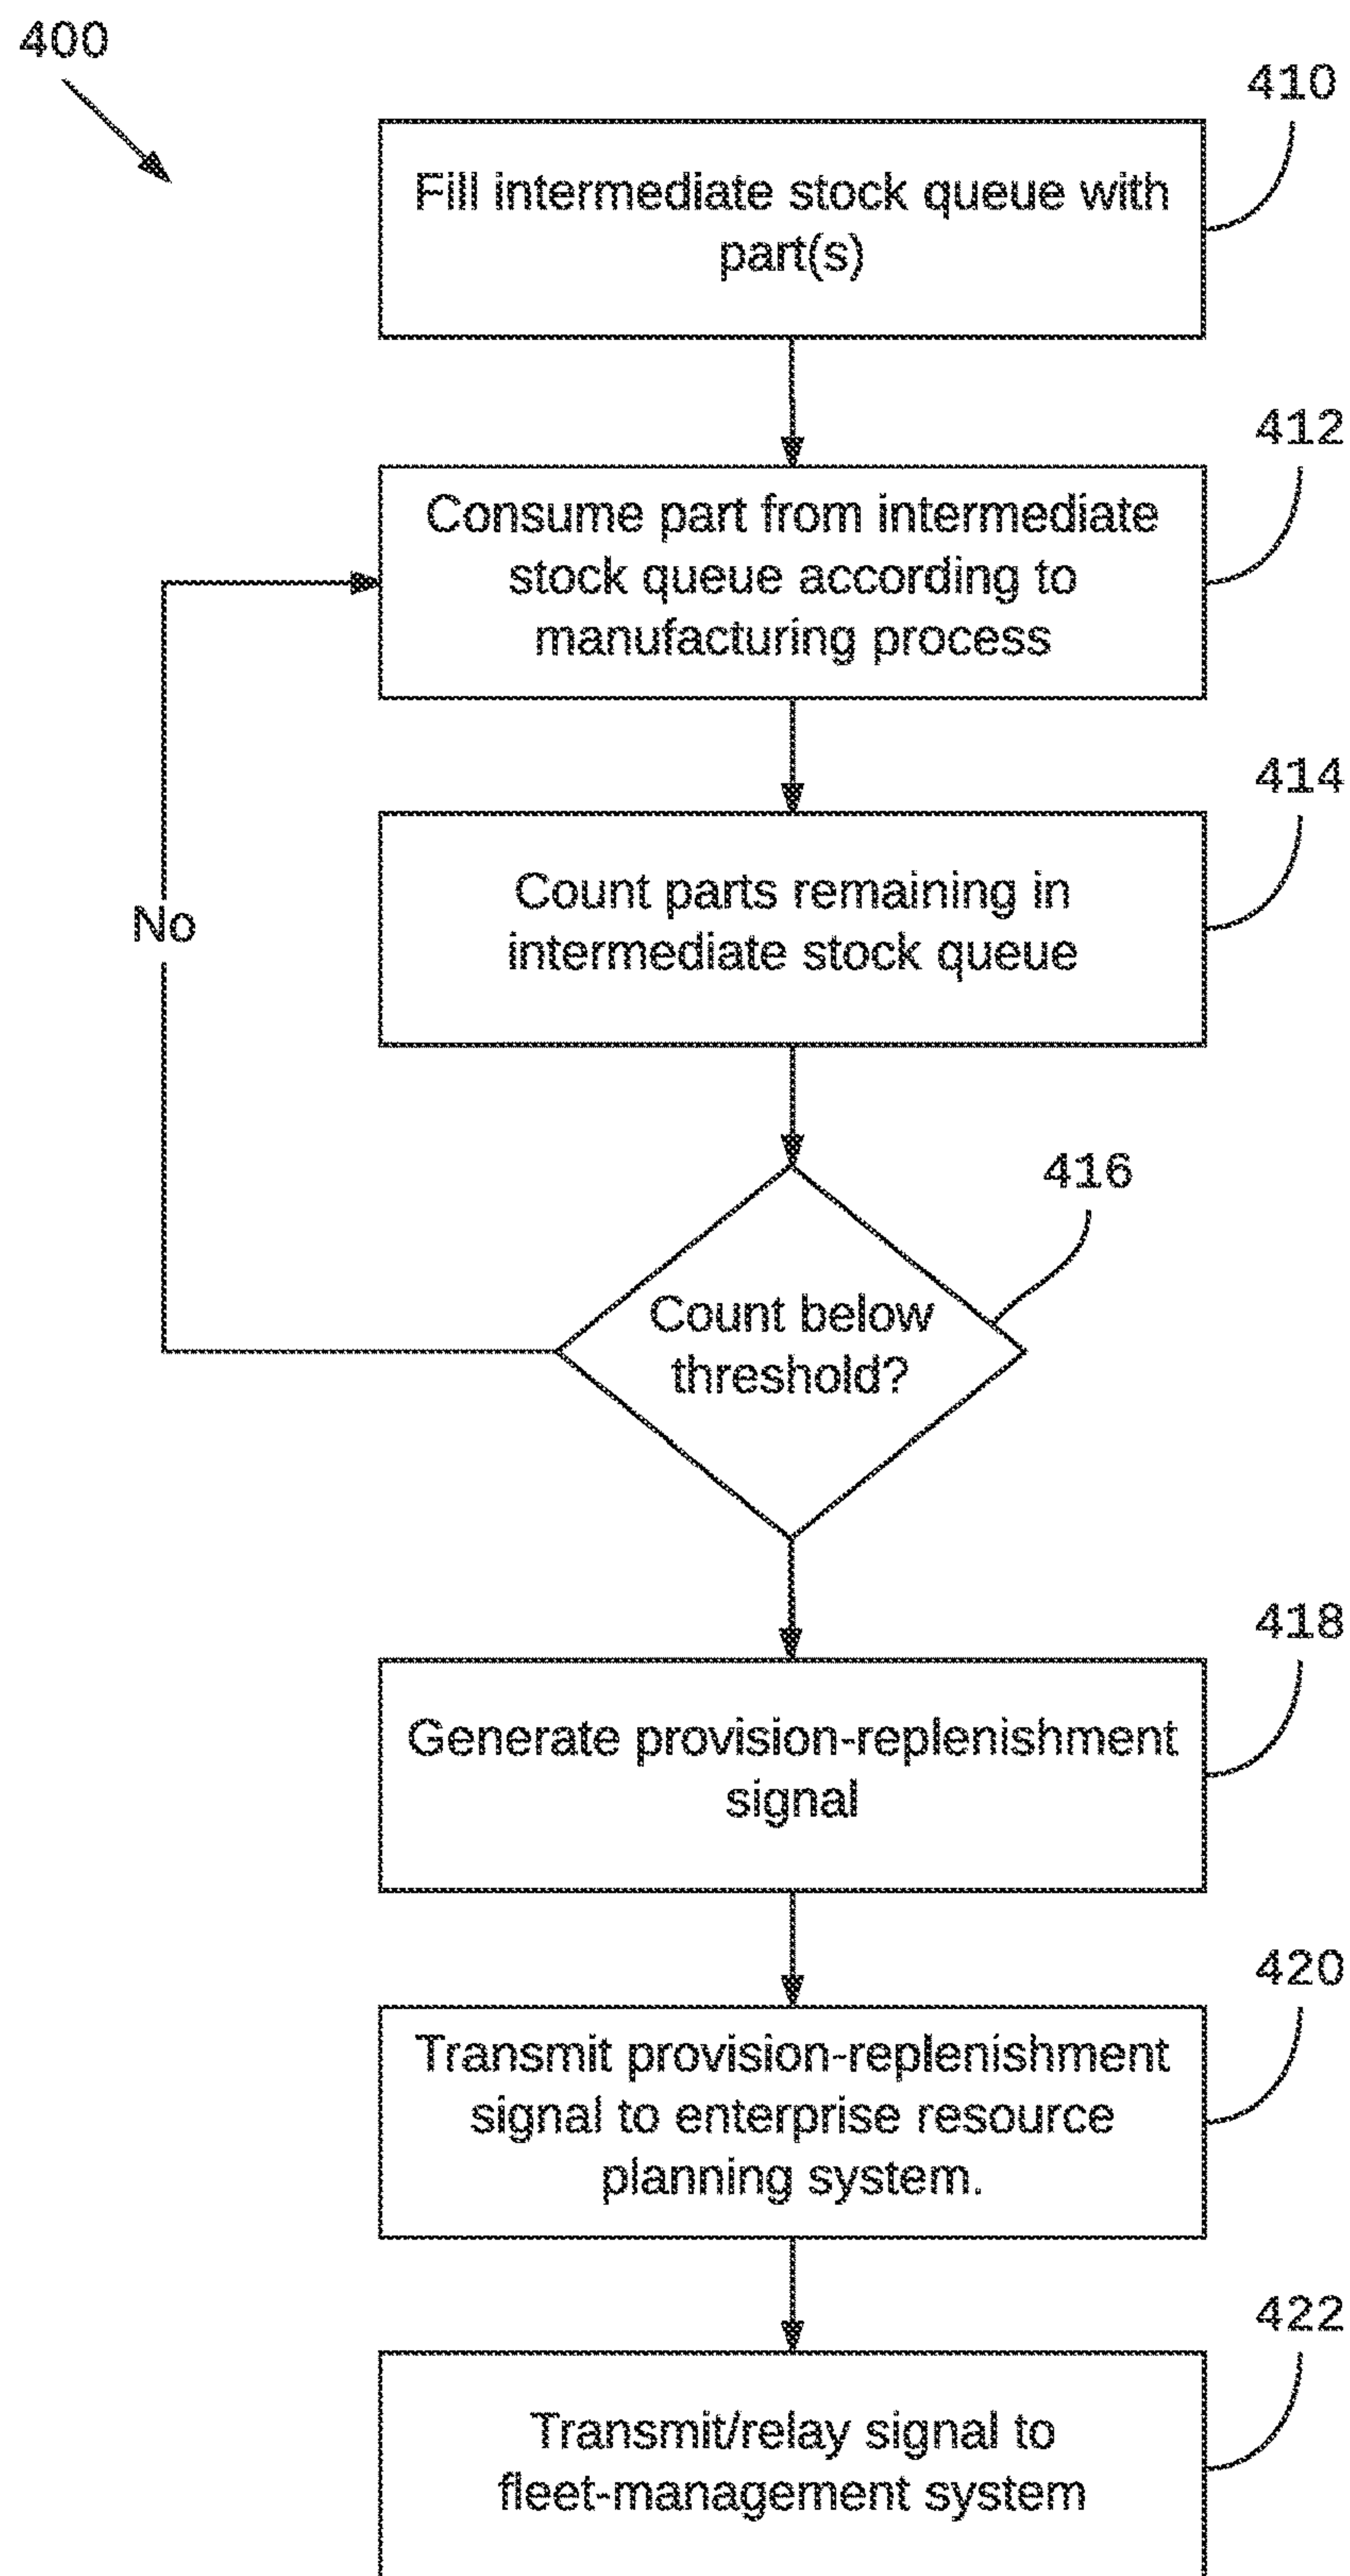 400
410
Fill intermediate stock queue with
part(s)
412
Consume part from intermediate
stock queue according to
manufacturing process
414
Count parts remaining in
intermediate stock queue
No
416
Count below
threshold?
418
Generate provision-replenishment
signal
420
Transmit provision-replenishment
signal to enterprise resource
planning system.
422
Transmit/relay signal to
fleet-management system